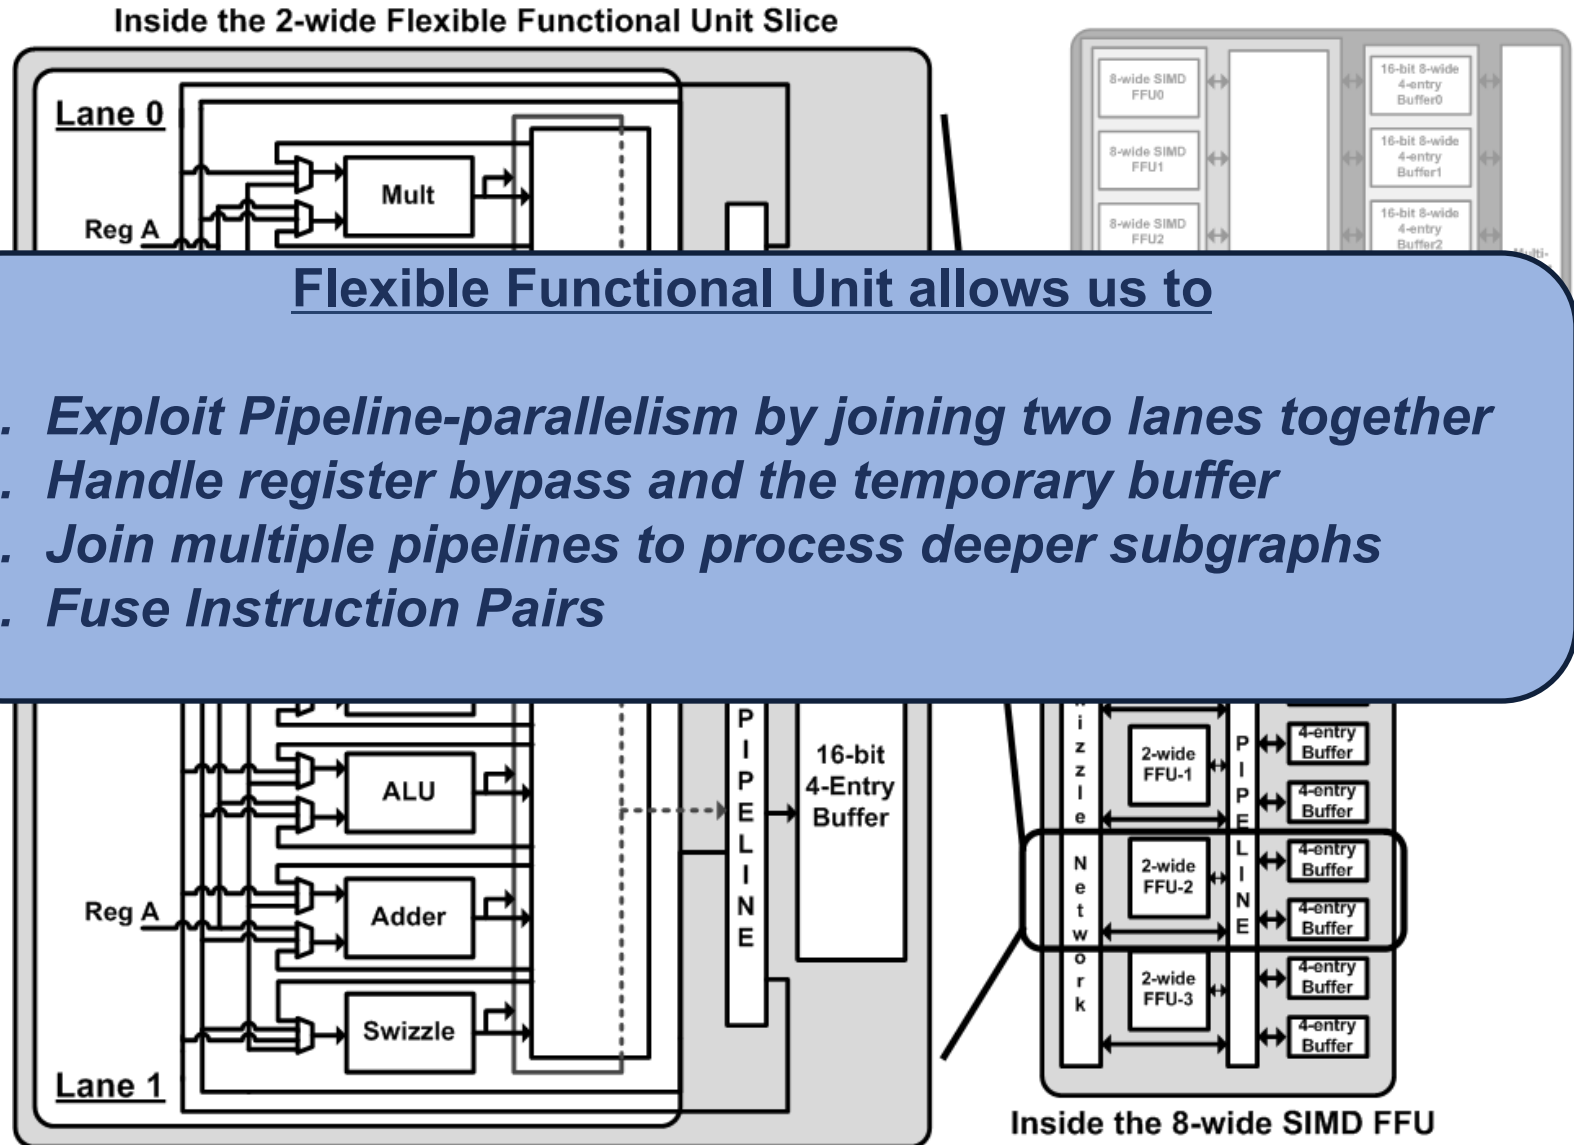 Inside the 2-wide Flexible Functional Unit Slice
Lane 0
Mult
Reg A
8-wide SIMD
FFU0
16-bit 8-wide
4-entry
Buffer0
8-wide SIMD
FFU1
16-bit 8-wide
4-entry
Buffer1
8-wide SIMD
FFU2
16-bit 8-wide
4-entry
Buffer2
Flexible Functional Unit allows us to
. Exploit Pipeline-parallelism by joining two lanes together
. Handle register bypass and the temporary buffer
. Join multiple pipelines to process deeper subgraphs
. Fuse Instruction Pairs
ALU
Reg A
Adder
Swizzle
Lane 1
PIPELINE
16-bit
4-Entry
Buffer
izzle Network
2-wide
FFU-1
2-wide
FFU-2
2-wide
FFU-3
PIPELINE
4-entry
Buffer
4-entry
Buffer
4-entry
Buffer
4-entry
Buffer
4-entry
Buffer
4-entry
Buffer
Inside the 8-wide SIMD FFU